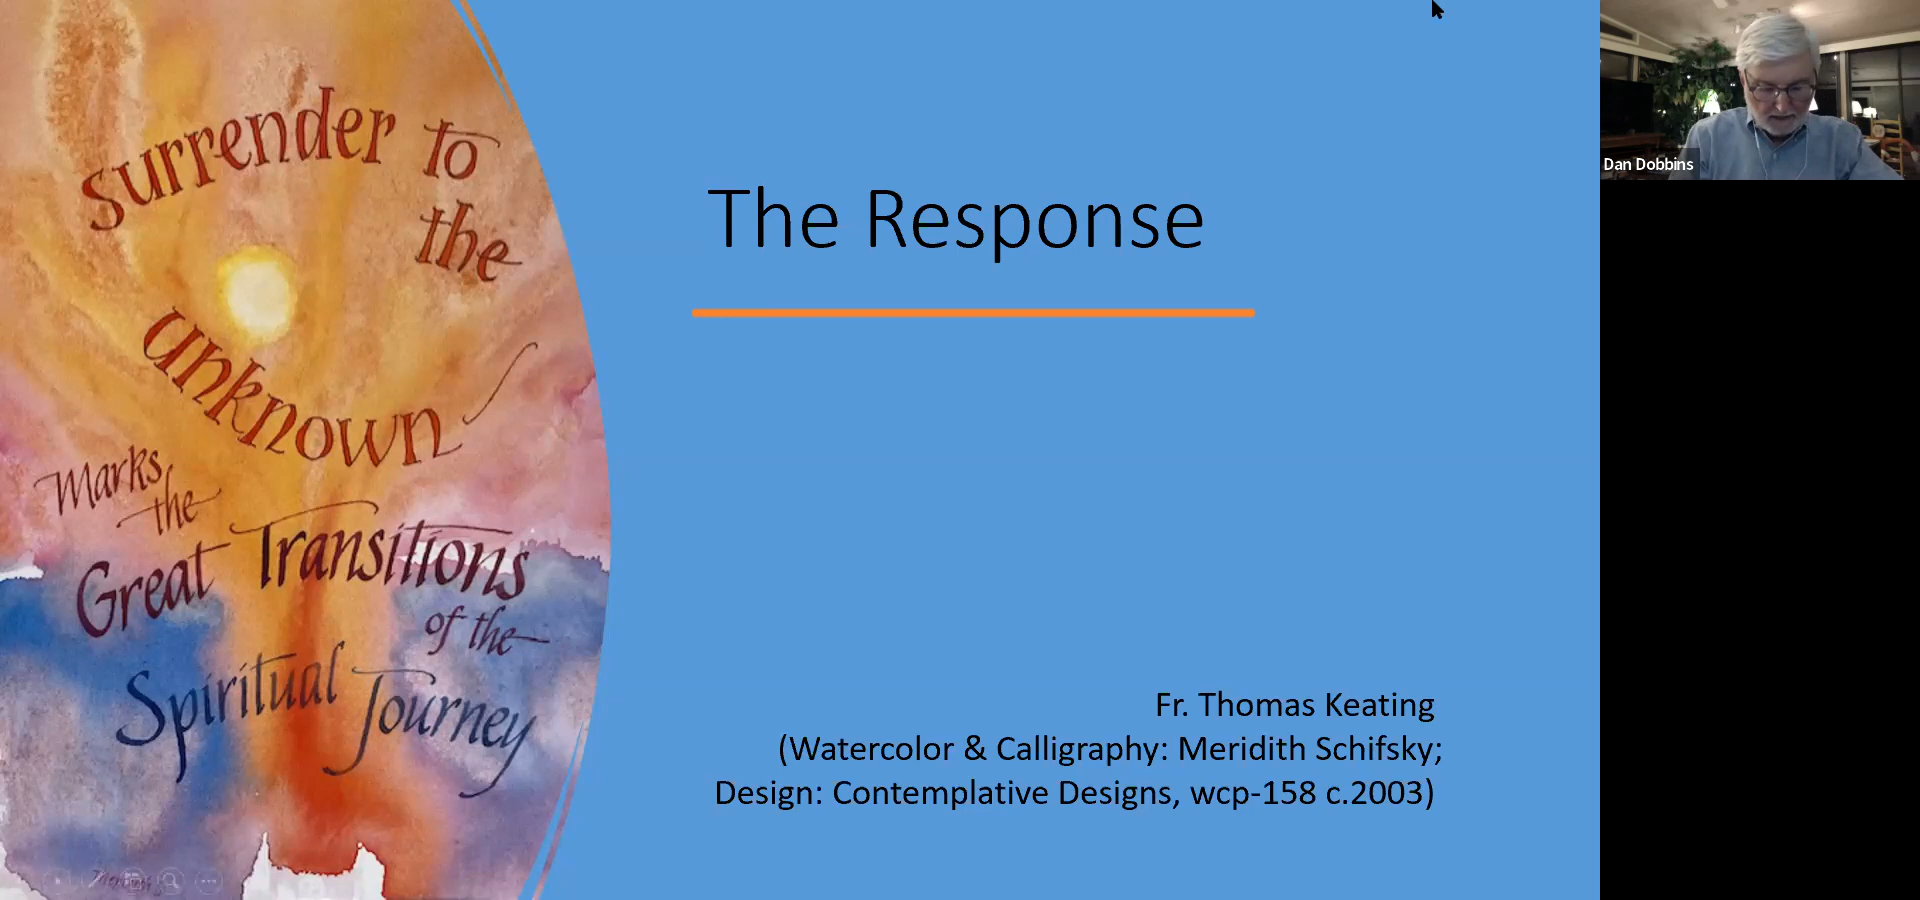 surrender to
the
unknown
Marks
the
Great Transitions
of the
Spiritual Journey
The Response
Fr. Thomas Keating
(Watercolor & Calligraphy: Meridith Schifsky;
Design: Contemplative Designs, wcp-158 c.2003)
Dan Dobbins